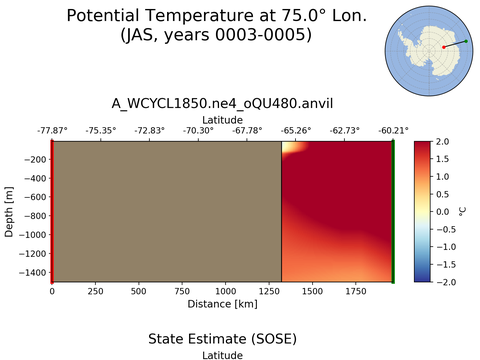 Potential Temperature at 75.0° Lon.
(JAS, years 0003-0005)
A_WCYCL1850.ne4_oQU480.anvil
Latitude
-77.87° -75.35° -72.83° -70.30° -67.78° -65.26° -62.73° -60.21°
Depth [m]
−200
−400
−600
−800
−1000
−1200
−1400
0 250 500 750 1000 1250 1500 1750
Distance [km]
2.0
1.5
1.0
0.5
0.0
−0.5
−1.0
−1.5
−2.0
°C
State Estimate (SOSE)
Latitude